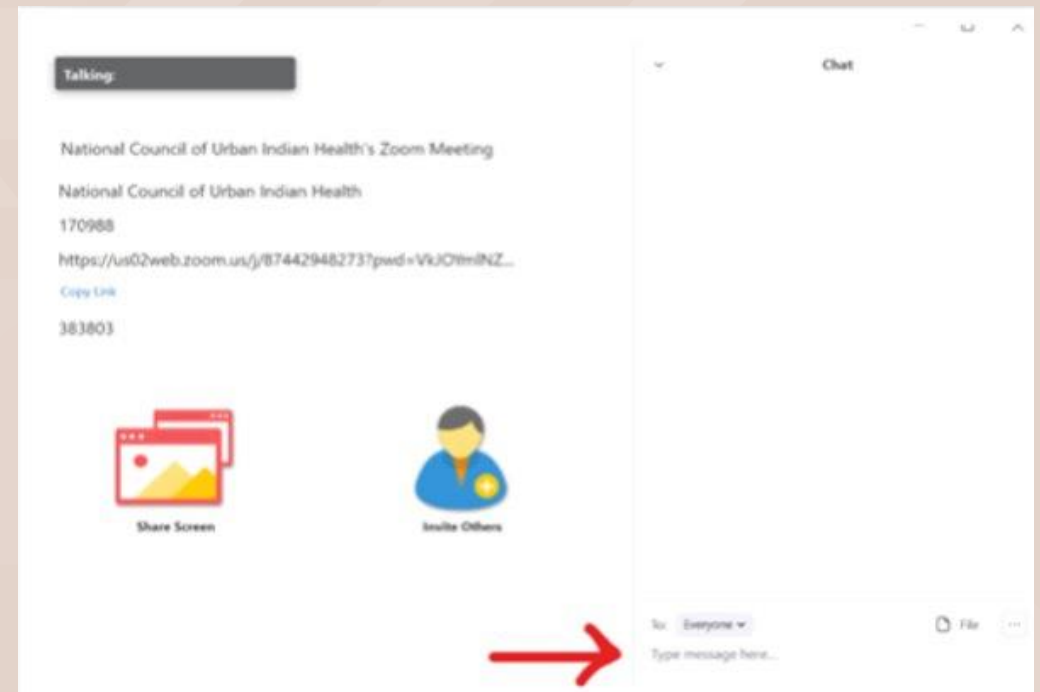 Talking:
National Council of Urban Indian Health's Zoom Meeting
National Council of Urban Indian Health
170988
https://us02web.zoom.us/j/87442948273?pwd=VkJOYmlNZ...
Copy Link
383803
Share Screen
Invite Others
Chat
To: Everyone
File
Type message here...